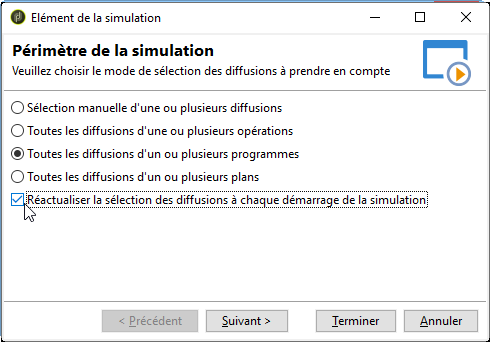 Elément de la simulation
Périmètre de la simulation
Veuillez choisir le mode de sélection des diffusions à prendre en compte
Sélection manuelle d'une ou plusieurs diffusions
Toutes les diffusions d'une ou plusieurs opérations
Toutes les diffusions d'un ou plusieurs programmes
Toutes les diffusions d'un ou plusieurs plans
Réactualiser la sélection des diffusions à chaque démarrage de la simulation
< Précédent
Suivant >
Terminer
Annuler